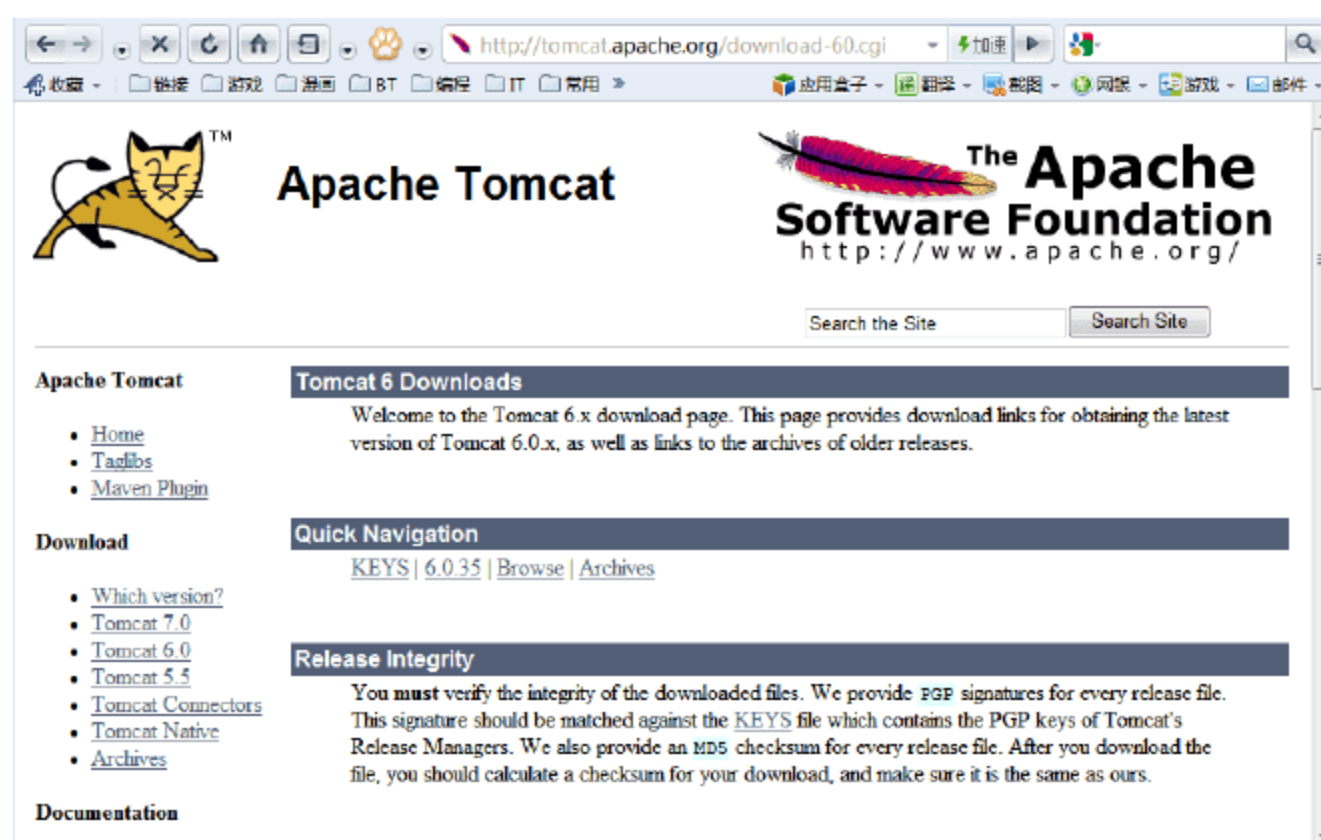 http://tomcat.apache.org/download-60.cgi
加速
收藏
链接
游戏
漫画
BT
编程
IT
常用
»
应用盒子
译
翻译
截图
网银
游戏
邮件
TM
Apache Tomcat
The Apache
Software Foundation
http://www.apache.org/
Search the Site
Search Site
Apache Tomcat
Home
Taglibs
Maven Plugin
Download
Which version?
Tomcat 7.0
Tomcat 6.0
Tomcat 5.5
Tomcat Connectors
Tomcat Native
Archives
Documentation
Tomcat 6 Downloads
Welcome to the Tomcat 6.x download page. This page provides download links for obtaining the latest
version of Tomcat 6.0.x, as well as links to the archives of older releases.
Quick Navigation
KEYS | 6.0.35 | Browse | Archives
Release Integrity
You must verify the integrity of the downloaded files. We provide PGP signatures for every release file.
This signature should be matched against the KEYS file which contains the PGP keys of Tomcat's
Release Managers. We also provide an MD5 checksum for every release file. After you download the
file, you should calculate a checksum for your download, and make sure it is the same as ours.